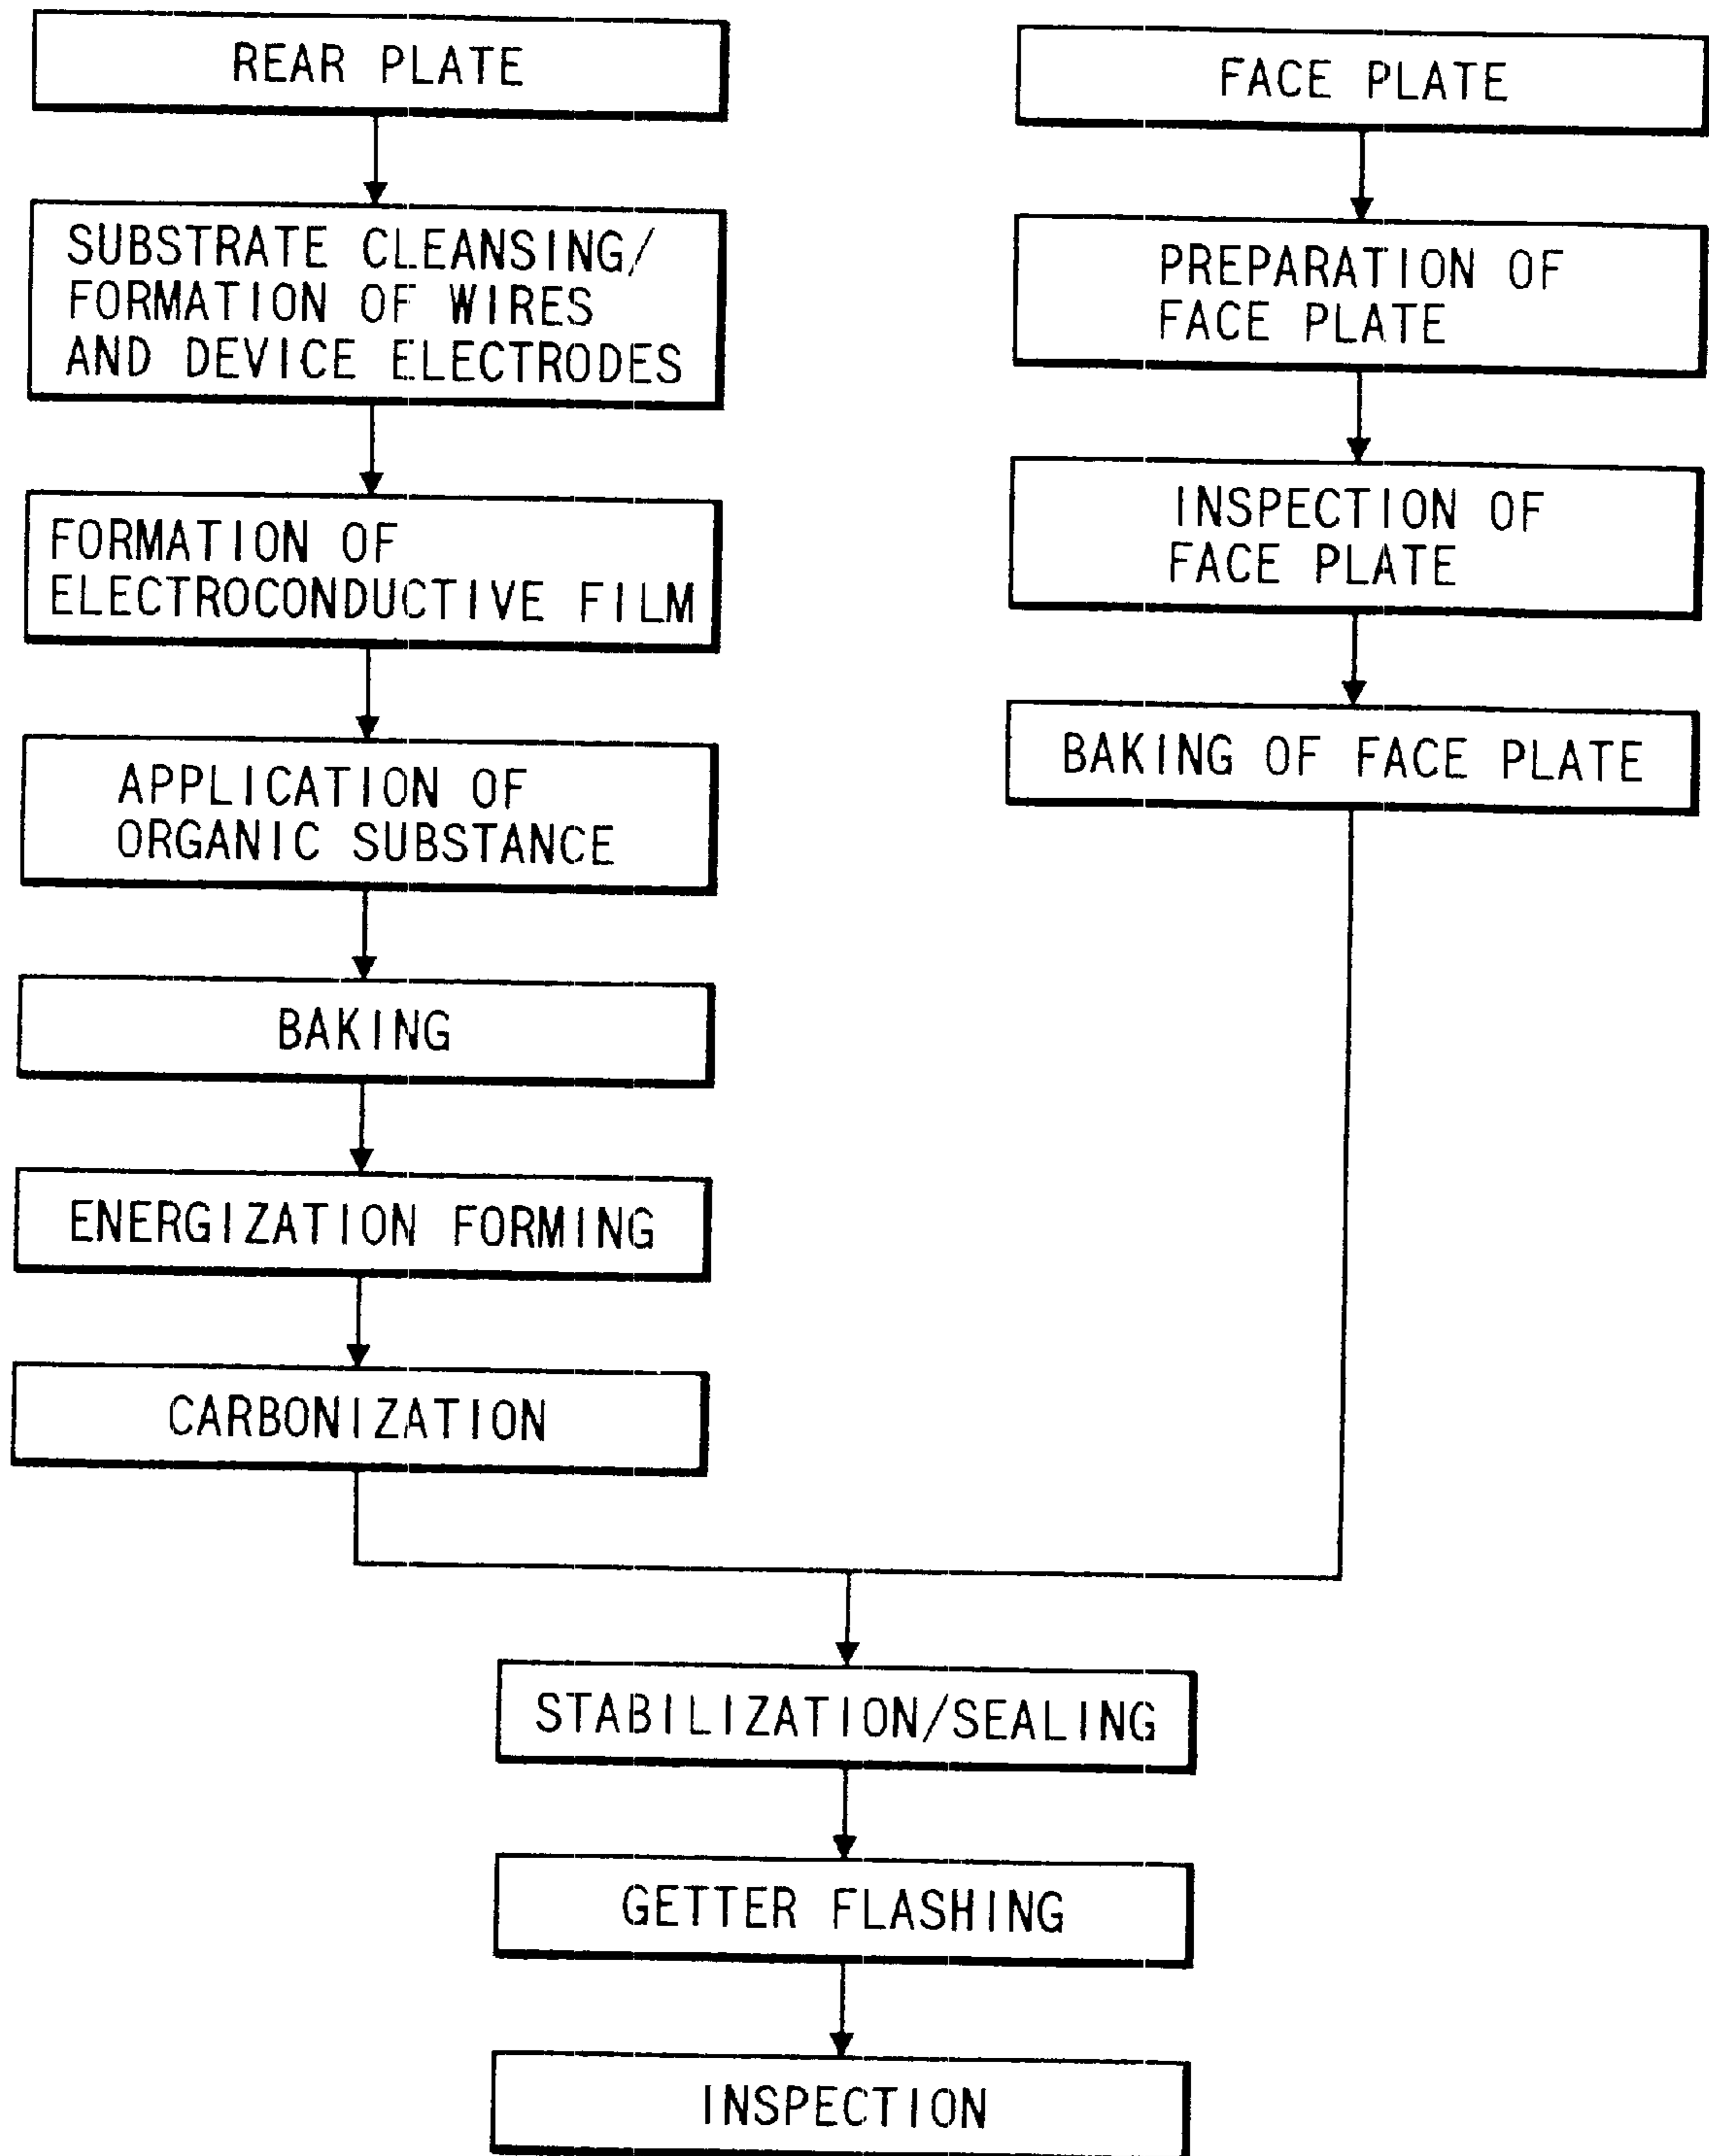 REAR PLATE
SUBSTRATE CLEANSING/
FORMATION OF WIRES
AND DEVICE ELECTRODES
FORMATION OF
ELECTROCONDUCTIVE FILM
APPLICATION OF
ORGANIC SUBSTANCE
BAKING
ENERGIZATION FORMING
CARBONIZATION
FACE PLATE
PREPARATION OF
FACE PLATE
INSPECTION OF
FACE PLATE
BAKING OF FACE PLATE
STABILIZATION/SEALING
GETTER FLASHING
INSPECTION